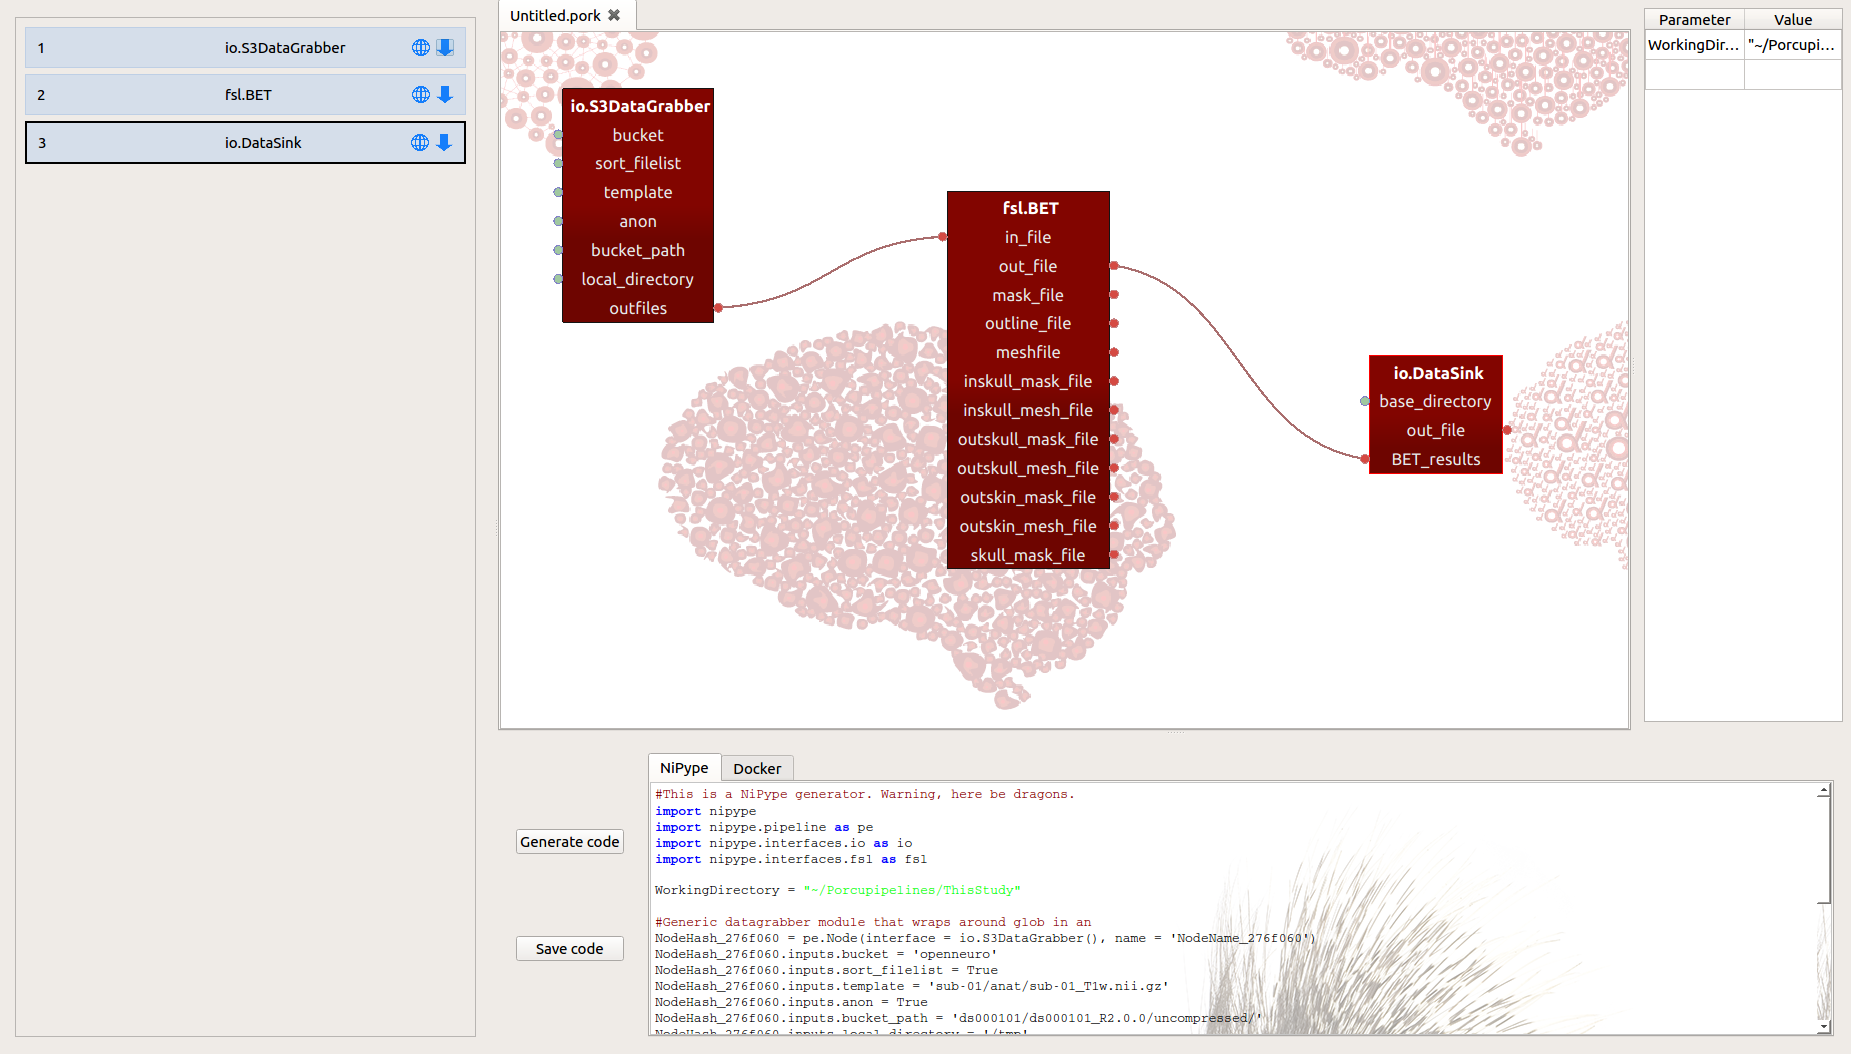 1 io.S3DataGrabber
2 fsl.BET
3 io.DataSink
Untitled.pork
io.S3DataGrabber
bucket
sort_filelist
template
anon
bucket_path
local_directory
outfiles
fsl.BET
in_file
out_file
mask_file
outline_file
meshfile
inskull_mask_file
inskull_mesh_file
outskull_mask_file
outskull_mesh_file
outskin_mask_file
outskin_mesh_file
skull_mask_file
io.DataSink
base_directory
out_file
BET_results
Parameter Value
WorkingDir... "~/Porcupi...
Generate code
Save code
NiPype Docker
#This is a NiPype generator. Warning, here be dragons.
import nipype
import nipype.pipeline as pe
import nipype.interfaces.io as io
import nipype.interfaces.fsl as fsl
WorkingDirectory = "~/Porcupipelines/ThisStudy"
#Generic datagrabber module that wraps around glob in an
NodeHash_276f060 = pe.Node(interface = io.S3DataGrabber(), name = 'NodeName_276f060')
NodeHash_276f060.inputs.bucket = 'openneuro'
NodeHash_276f060.inputs.sort_filelist = True
NodeHash_276f060.inputs.template = 'sub-01/anat/sub-01_T1w.nii.gz'
NodeHash_276f060.inputs.anon = True
NodeHash_276f060.inputs.bucket_path = 'ds000101/ds000101_R2.0.0/uncompressed/'
NodeHash_276f060.inputs.local_directory = '/tmp'